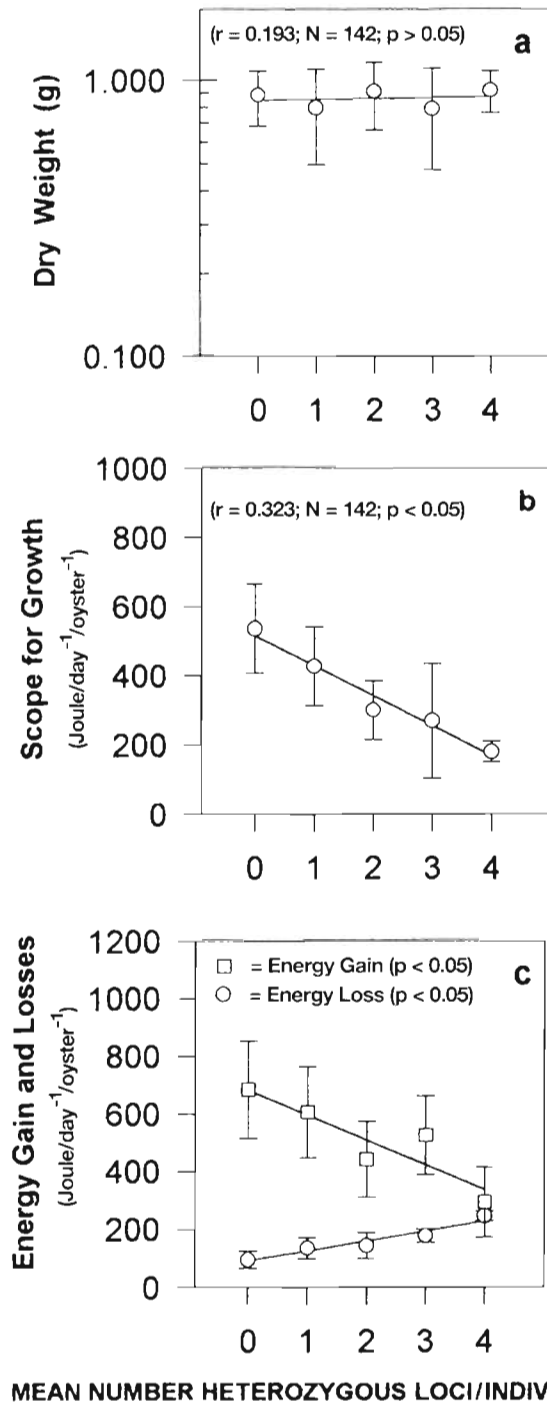 (r = 0.193; N = 142; p > 0.05)
a
Dry Weight (g)
1.000
0.100
0 1 2 3 4
b
(r = 0.323; N = 142; p < 0.05)
Scope for Growth
(Joule/day⁻¹/oyster⁻¹)
1000
800
600
400
200
0
0 1 2 3 4
c
□ = Energy Gain (p < 0.05)
○ = Energy Loss (p < 0.05)
Energy Gain and Losses
(Joule/day⁻¹/oyster⁻¹)
1200
1000
800
600
400
200
0
0 1 2 3 4
MEAN NUMBER HETEROZYGOUS LOCI/INDIV